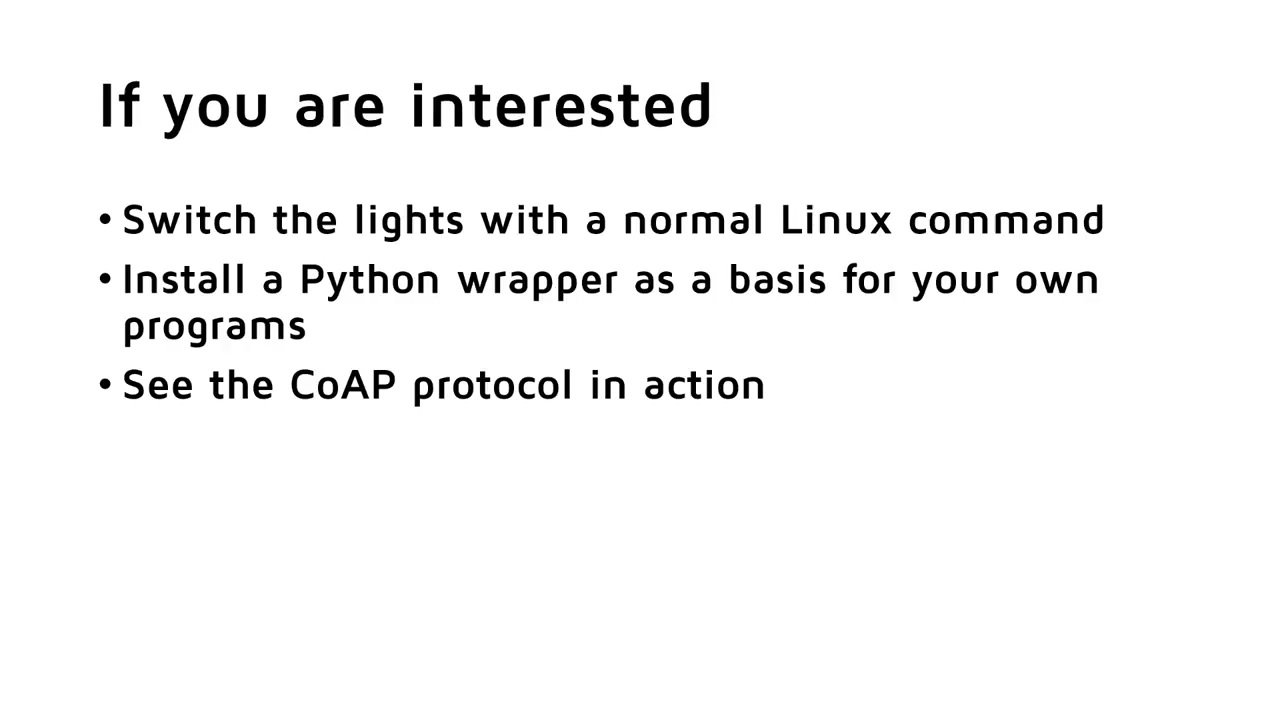 If you are interested
• Switch the lights with a normal Linux command
• Install a Python wrapper as a basis for your own
programs
• See the CoAP protocol in action